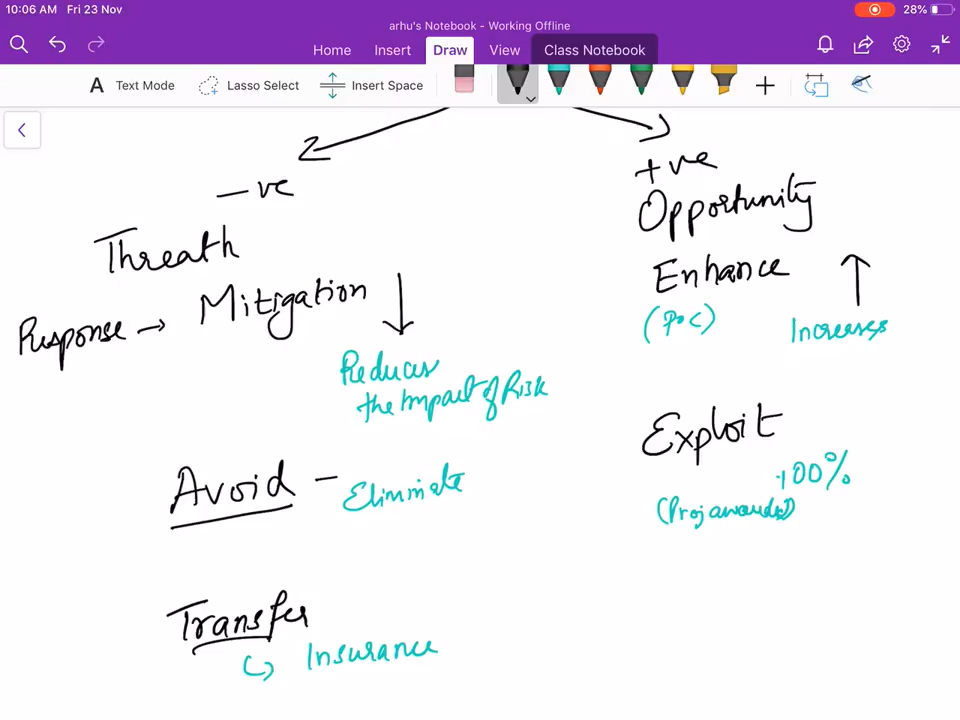 10:06 AM Fri 23 Nov
28%
arhu's Notebook - Working Offline
Home Insert Draw View Class Notebook
A Text Mode Lasso Select Insert Space
-ve
+ve
Threath
Opportunity
Response → Mitigation ↓
Enhance ↑
(POC)
Increases
Reduces
the Impact of Risk
Exploit
100%
(Proj awarded)
Avoid - Eliminate
Transfer
↪ Insurance